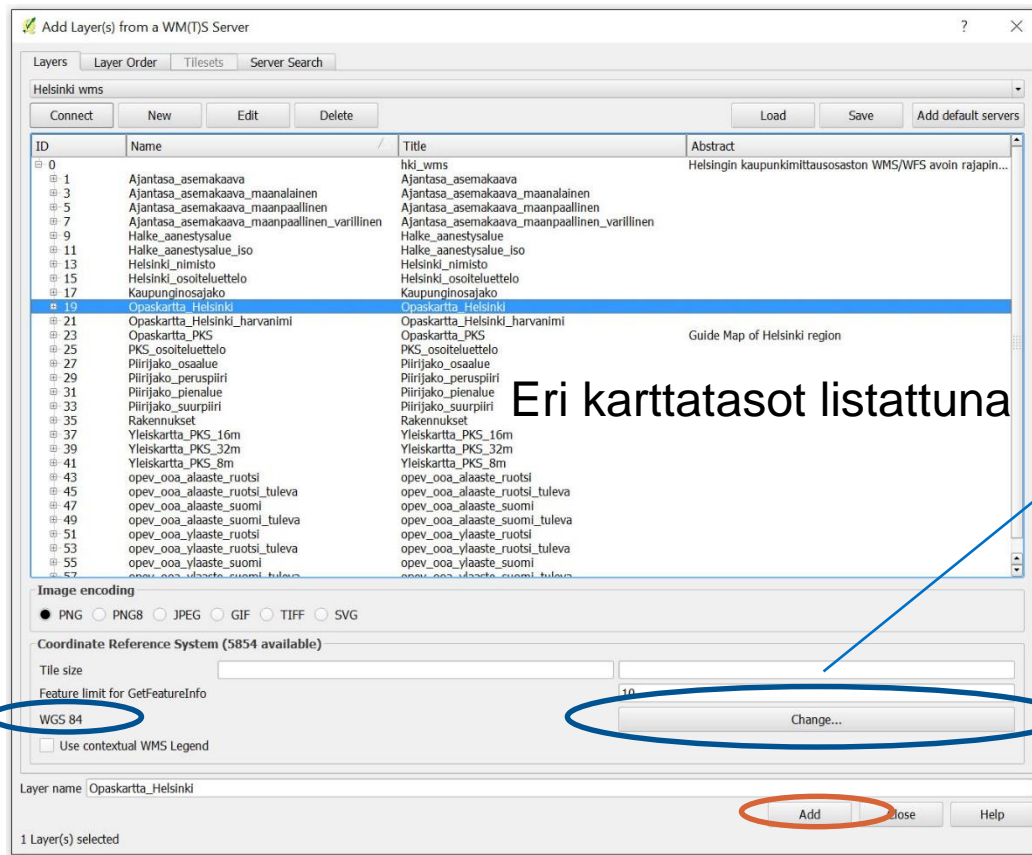 Add Layer(s) from a WM(T)S Server ?
Layers Layer Order Tilesets Server Search
Helsinki wms
Connect New Edit Delete Load Save Add default servers
ID Name Title Abstract
0 hki_wms Helsingin kaupunkimittausosaston WMS/WFS avoin rajapin...
1 Ajantasa_asemakaava Ajantasa_asemakaava
3 Ajantasa_asemakaava_maanalainen Ajantasa_asemakaava_maanalainen
5 Ajantasa_asemakaava_maanpaallinen Ajantasa_asemakaava_maanpaallinen
7 Ajantasa_asemakaava_maanpaallinen_varillinen Ajantasa_asemakaava_maanpaallinen_varillinen
9 Halke_aanestysalue Halke_aanestysalue
11 Halke_aanestysalue_iso Halke_aanestysalue_iso
13 Helsinki_nimisto Helsinki_nimisto
15 Helsinki_osoiteluettelo Helsinki_osoiteluettelo
17 Kaupunginosajako Kaupunginosajako
19 Opaskartta_Helsinki Opaskartta_Helsinki
21 Opaskartta_Helsinki_harvanimi Opaskartta_Helsinki_harvanimi
23 Opaskartta_PKS Opaskartta_PKS Guide Map of Helsinki region
25 PKS_osoiteluettelo PKS_osoiteluettelo
27 Piirijako_osaalue Piirijako_osaalue
29 Piirijako_peruspiiri Piirijako_peruspiiri
31 Piirijako_pienalue Piirijako_pienalue
33 Piirijako_suurpiiri Piirijako_suurpiiri
Eri karttatasot listattuna
35 Rakennukset Rakennukset
37 Yleiskartta_PKS_16m Yleiskartta_PKS_16m
39 Yleiskartta_PKS_32m Yleiskartta_PKS_32m
41 Yleiskartta_PKS_8m Yleiskartta_PKS_8m
43 opev_ooa_alaaste_ruotsi opev_ooa_alaaste_ruotsi
45 opev_ooa_alaaste_ruotsi_tuleva opev_ooa_alaaste_ruotsi_tuleva
47 opev_ooa_alaaste_suomi opev_ooa_alaaste_suomi
49 opev_ooa_alaaste_suomi_tuleva opev_ooa_alaaste_suomi_tuleva
51 opev_ooa_ylaaste_ruotsi opev_ooa_ylaaste_ruotsi
53 opev_ooa_ylaaste_ruotsi_tuleva opev_ooa_ylaaste_ruotsi_tuleva
55 opev_ooa_ylaaste_suomi opev_ooa_ylaaste_suomi
57 opev_ooa_ylaaste_suomi_tuleva opev_ooa_ylaaste_suomi_tuleva
Image encoding
PNG PNG8 JPEG GIF TIFF SVG
Coordinate Reference System (5854 available)
Tile size
Feature limit for GetFeatureInfo 10
WGS 84 Change...
Use contextual WMS Legend
Layer name Opaskartta_Helsinki
Add Close Help
1 Layer(s) selected